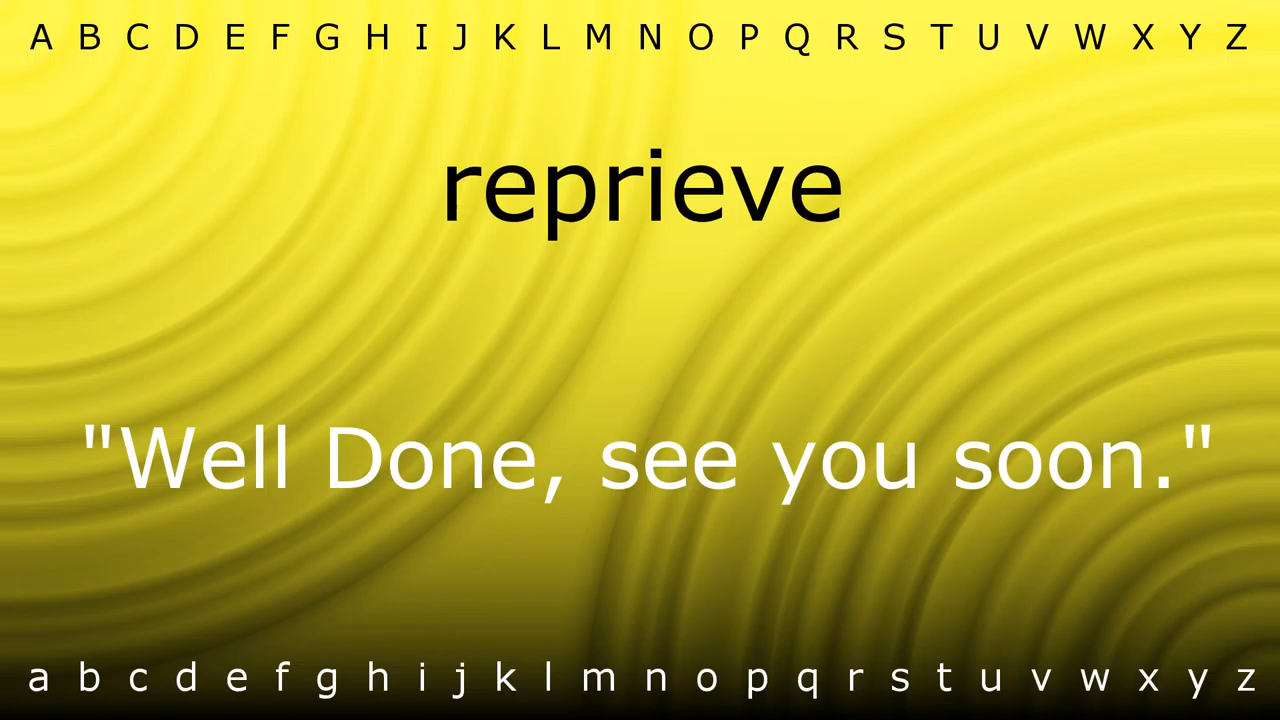 A B C D E F G H I J K L M N O P Q R S T U V W X Y Z
reprieve
"Well Done, see you soon."
a b c d e f g h i j k l m n o p q r s t u v w x y z